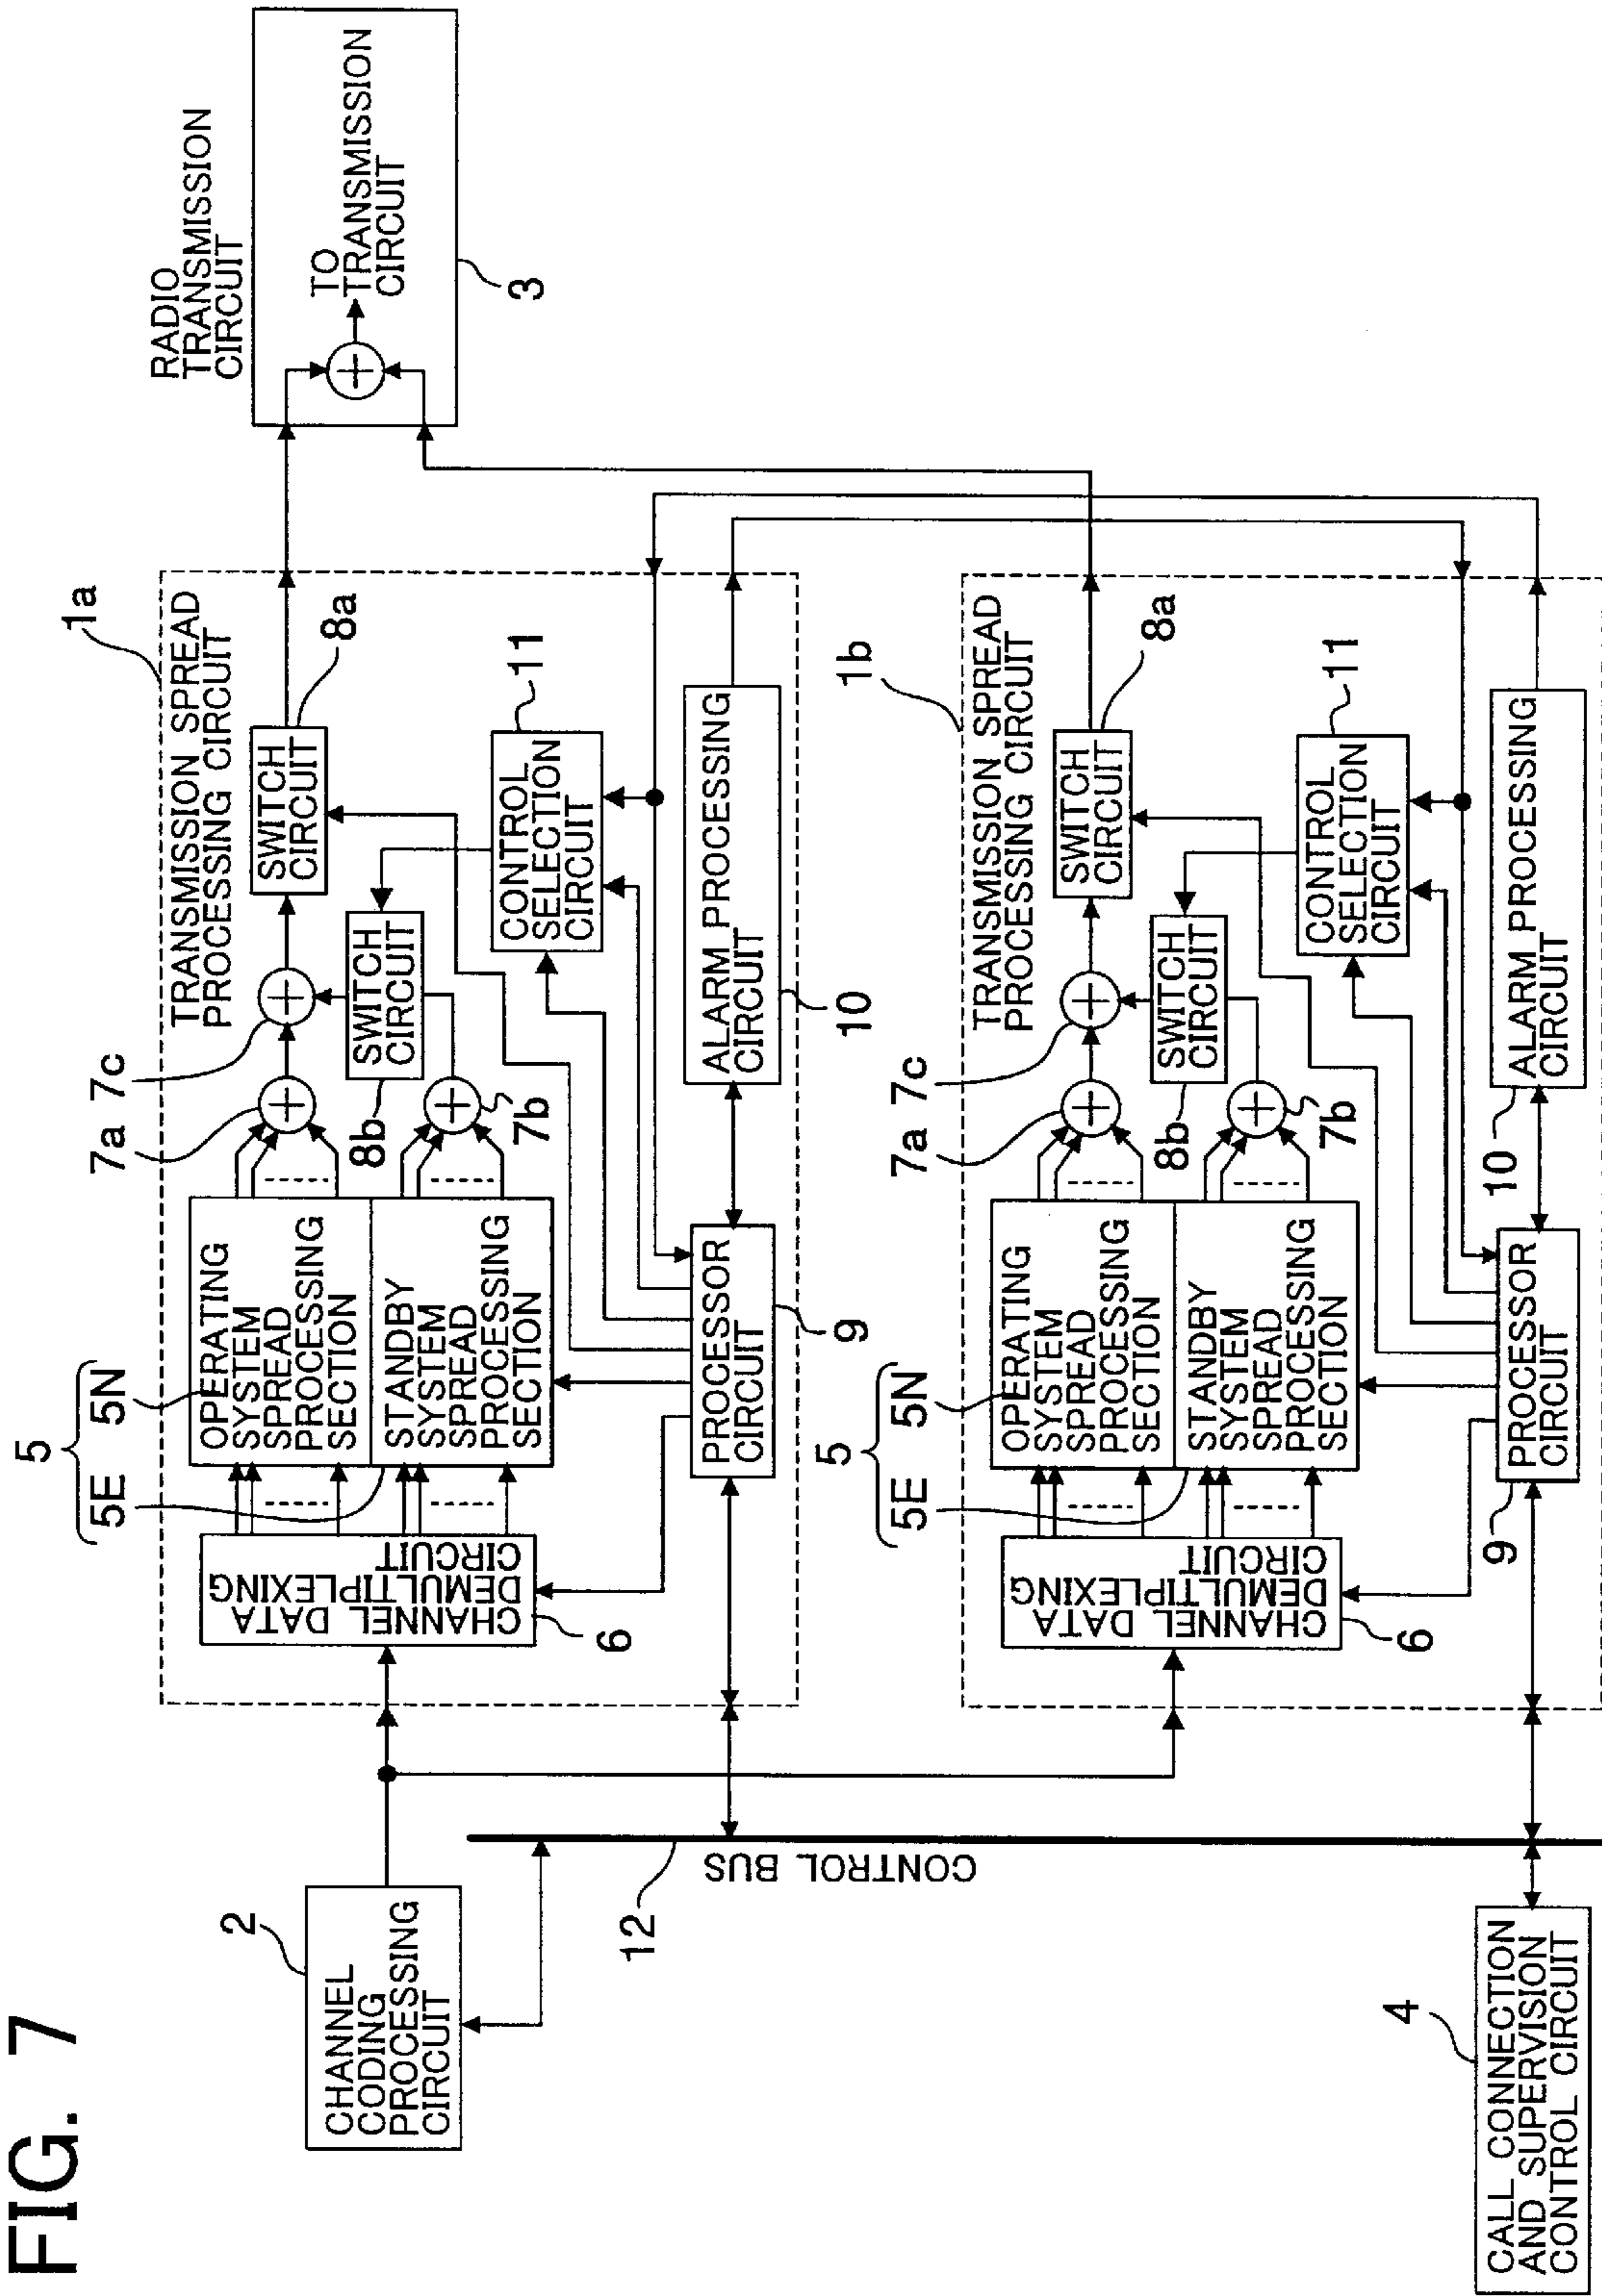 FIG. 7
RADIO
TRANSMISSION
CIRCUIT
TO
TRANSMISSION
CIRCUIT
3
1a
TRANSMISSION SPREAD
PROCESSING CIRCUIT
8a
SWITCH
CIRCUIT
11
CONTROL
SELECTION
CIRCUIT
7a
7c
SWITCH
CIRCUIT
8b
7b
ALARM PROCESSING
CIRCUIT
10
5
5E
5N
OPERATING
SYSTEM
SPREAD
PROCESSING
SECTION
STANDBY
SYSTEM
SPREAD
PROCESSING
SECTION
PROCESSOR
CIRCUIT
9
CHANNEL DATA
DEMULTIPLEXING
CIRCUIT
6
2
CHANNEL
CODING
PROCESSING
CIRCUIT
12
CONTROL BUS
1b
TRANSMISSION SPREAD
PROCESSING CIRCUIT
8a
SWITCH
CIRCUIT
11
CONTROL
SELECTION
CIRCUIT
7a
7c
SWITCH
CIRCUIT
8b
7b
ALARM PROCESSING
CIRCUIT
10
5
5E
5N
OPERATING
SYSTEM
SPREAD
PROCESSING
SECTION
STANDBY
SYSTEM
SPREAD
PROCESSING
SECTION
PROCESSOR
CIRCUIT
9
CHANNEL DATA
DEMULTIPLEXING
CIRCUIT
6
4
CALL CONNECTION
AND SUPERVISION
CONTROL CIRCUIT